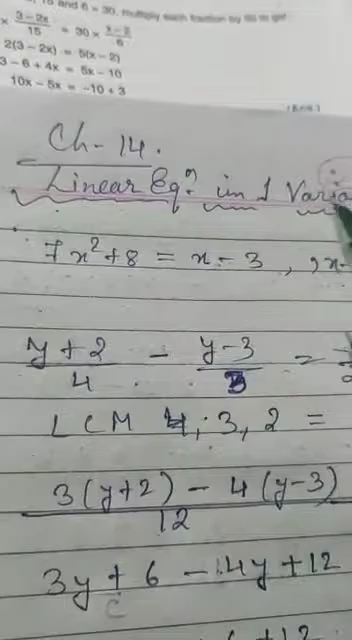 15 and 6 = 30, multiply each fraction by 30 to get
× 3-2x/15 = 30 × x-2/6
2(3-2x) = 5(x-2)
3-6+4x = 5x-10
10x-5x = -10+3
Ch-14.
Linear Eqn. in 1 Varia
7x²+8 = x-3 , 9x-
y+2/4 - y-3/3 =
LCM 4, 3, 2 =
3(y+2) - 4(y-3)
12
3y + 6 - 4y + 12